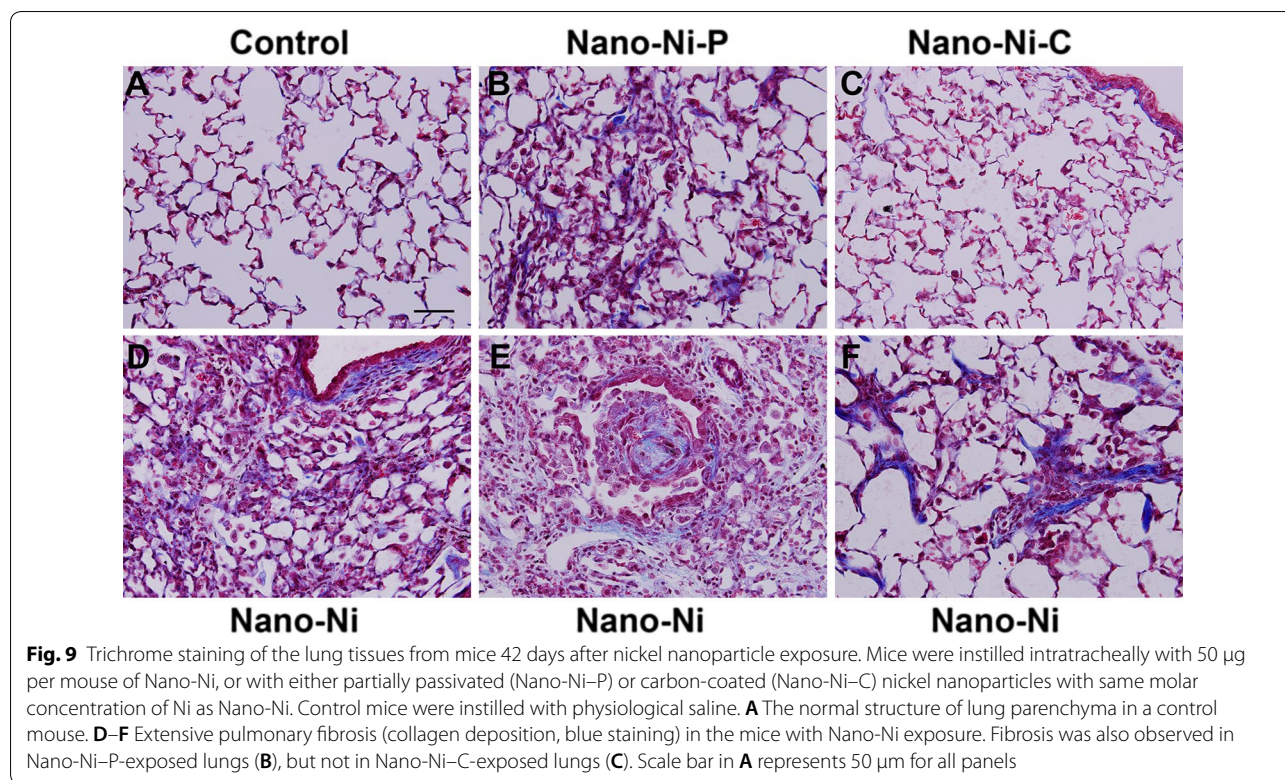 Control Nano-Ni-P Nano-Ni-C
A B C
D E F
Nano-Ni Nano-Ni Nano-Ni
Fig. 9 Trichrome staining of the lung tissues from mice 42 days after nickel nanoparticle exposure. Mice were instilled intratracheally with 50 µg
per mouse of Nano-Ni, or with either partially passivated (Nano-Ni–P) or carbon-coated (Nano-Ni–C) nickel nanoparticles with same molar
concentration of Ni as Nano-Ni. Control mice were instilled with physiological saline. A The normal structure of lung parenchyma in a control
mouse. D–F Extensive pulmonary fibrosis (collagen deposition, blue staining) in the mice with Nano-Ni exposure. Fibrosis was also observed in
Nano-Ni–P-exposed lungs (B), but not in Nano-Ni–C-exposed lungs (C). Scale bar in A represents 50 µm for all panels